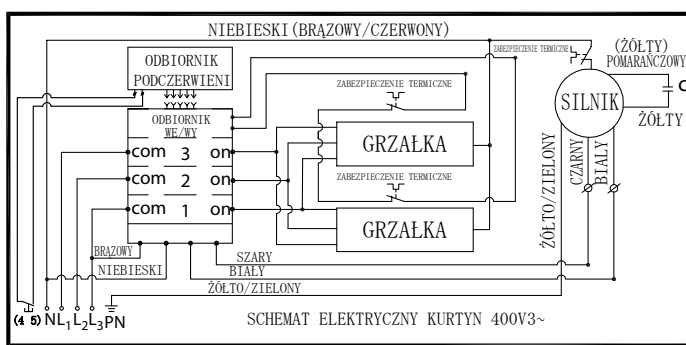 NIEBIESKI(BRĄZOWY/CZERWONY)
ZABEZPIECZENIE TERMICZNE
(ŻÓŁTY)
POMARAŃCZOWY
ODBIORNIK
PODCZERWIENI
ZABEZPIECZENIE TERMICZNE
C
SILNIK
ŻÓŁTY
ODBIORNIK
WE/WY
com 3 on
GRZAŁKA
com 2 on
ZABEZPIECZENIE TERMICZNE
com 1 on
GRZAŁKA
ŻÓŁTO/ZIELONY
CZARNY
BIALY
BRĄZOWY
SZARY
NIEBIESKI
BIAŁY
ŻÓŁTO/ZIELONY
(4 5) NL1 L2 L3 PN
SCHEMAT ELEKTRYCZNY KURTYN 400V3~